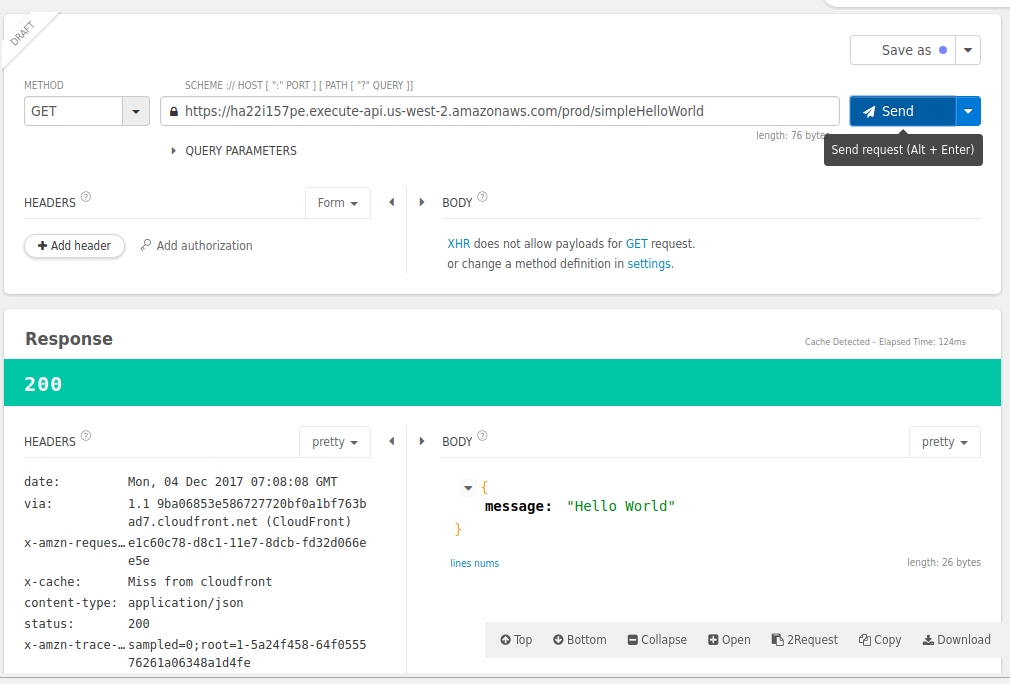 DRAFT
Save as
METHOD
SCHEME :// HOST [ ":" PORT ] [ PATH [ "?" QUERY ]]
GET
https://ha22i157pe.execute-api.us-west-2.amazonaws.com/prod/simpleHelloWorld
Send
length: 76 bytes
Send request (Alt + Enter)
QUERY PARAMETERS
HEADERS ?
Form
BODY ?
+ Add header
Add authorization
XHR does not allow payloads for GET request.
or change a method definition in settings.
Response
Cache Detected - Elapsed Time: 124ms
200
HEADERS ?
pretty
BODY ?
pretty
date: Mon, 04 Dec 2017 07:08:08 GMT
via: 1.1 9ba06853e586727720bf0a1bf763b
ad7.cloudfront.net (CloudFront)
x-amzn-reques… e1c60c78-d8c1-11e7-8dcb-fd32d066e
e5e
x-cache: Miss from cloudfront
content-type: application/json
status: 200
x-amzn-trace-… sampled=0;root=1-5a24f458-64f0555
76261a06348a1d4fe
{
message: "Hello World"
}
lines nums
length: 26 bytes
Top
Bottom
Collapse
Open
2Request
Copy
Download